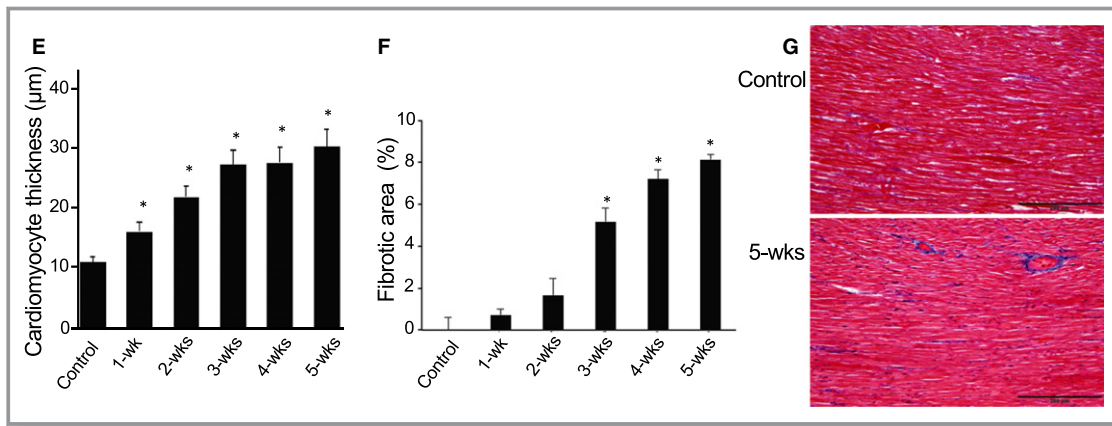 E
Cardiomyocyte thickness (µm)
40
30
20
10
0
*
*
*
*
*
Control
1-wk
2-wks
3-wks
4-wks
5-wks
F
Fibrotic area (%)
10
8
6
4
2
0
*
*
*
Control
1-wk
2-wks
3-wks
4-wks
5-wks
G
Control
5-wks